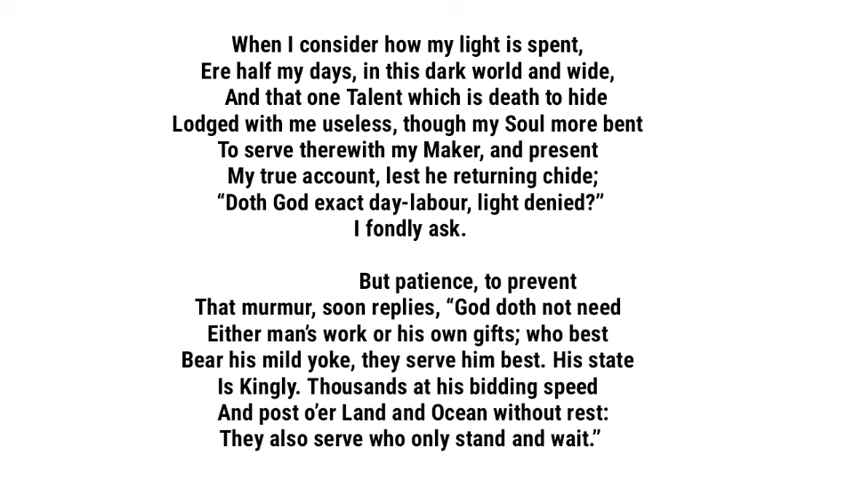 When I consider how my light is spent,
Ere half my days, in this dark world and wide,
And that one Talent which is death to hide
Lodged with me useless, though my Soul more bent
To serve therewith my Maker, and present
My true account, lest he returning chide;
“Doth God exact day-labour, light denied?”
I fondly ask.
But patience, to prevent
That murmur, soon replies, “God doth not need
Either man’s work or his own gifts; who best
Bear his mild yoke, they serve him best. His state
Is Kingly. Thousands at his bidding speed
And post o’er Land and Ocean without rest:
They also serve who only stand and wait.”